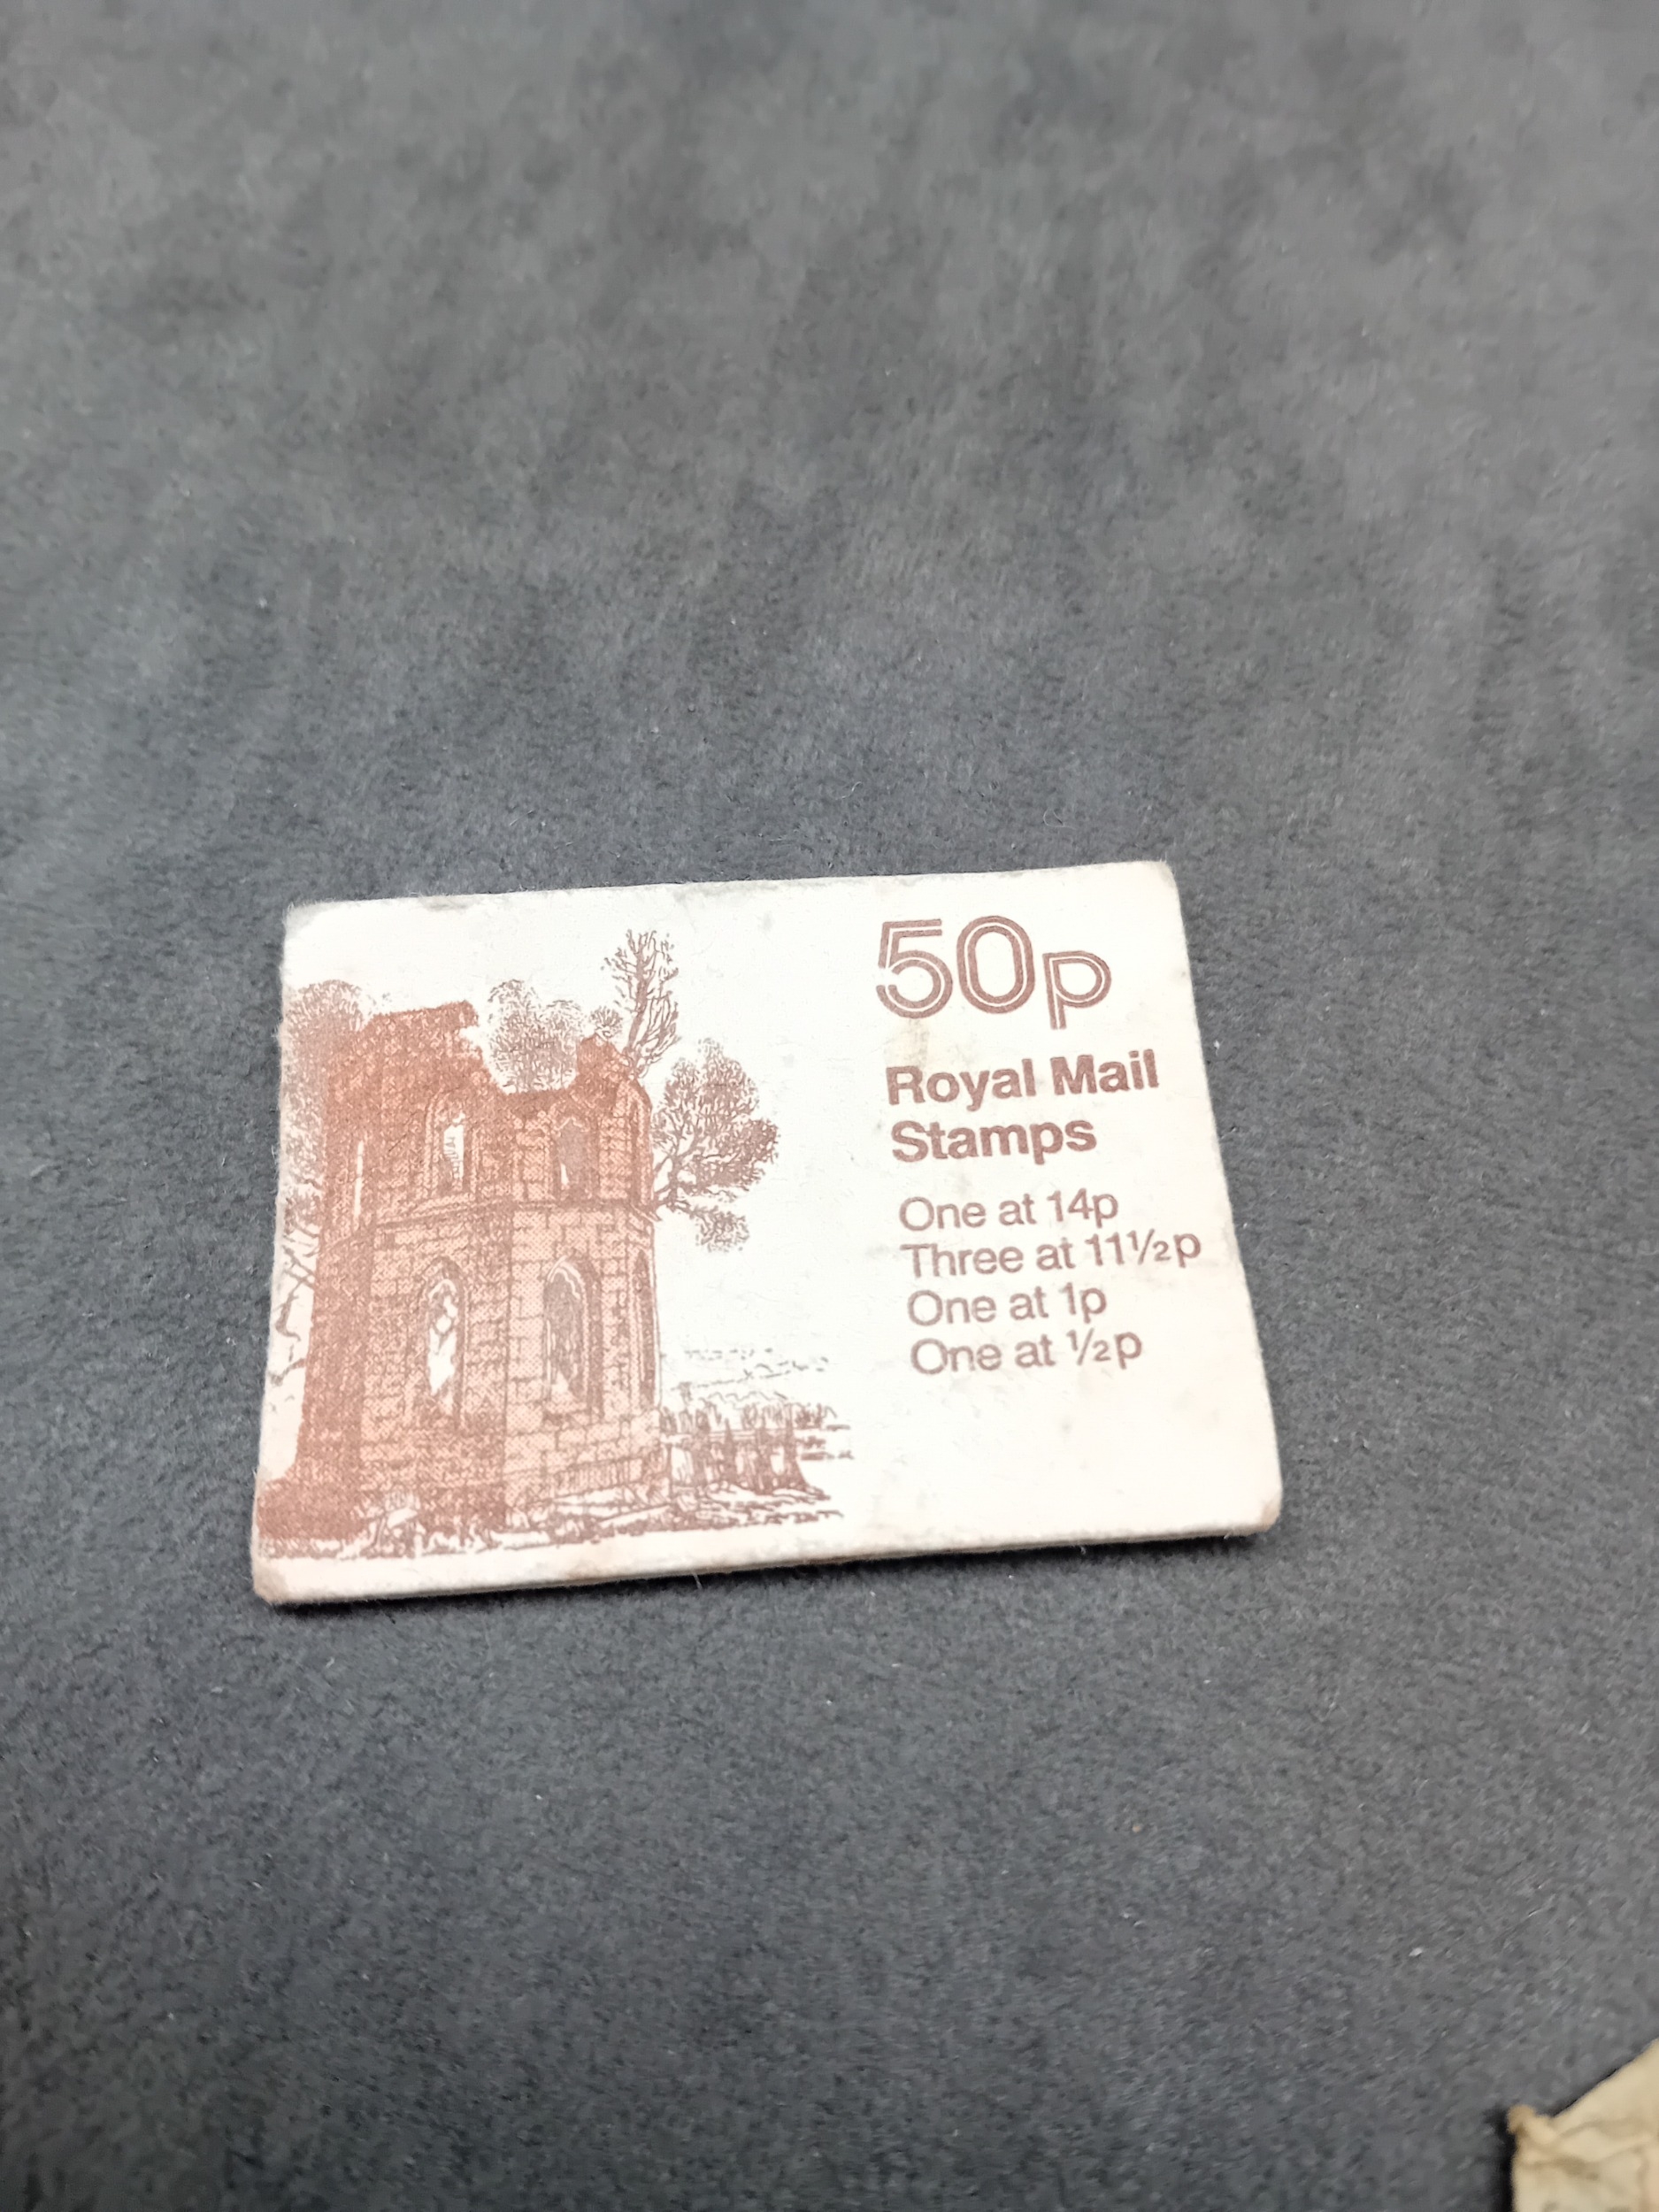 50p
Royal Mail
Stamps
One at 14p
Three at 11½p
One at 1p
One at ½p